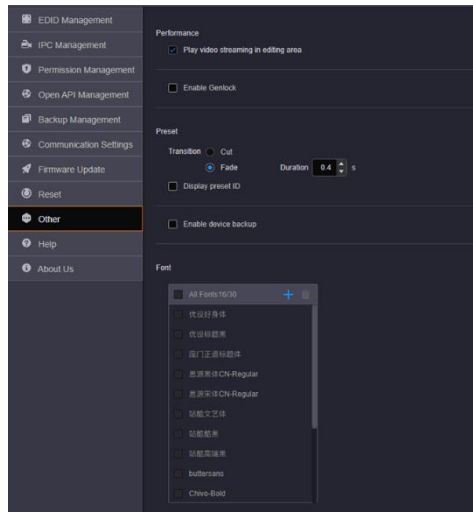 EDID Management
IPC Management
Permission Management
Open API Management
Backup Management
Communication Settings
Firmware Update
Reset
Other
Help
About Us
Performance
Play video streaming in editing area
Enable Genlock
Preset
Transition Cut
Fade Duration 0.4 s
Display preset ID
Enable device backup
Font
All Fonts16/30
优设好身体
优设标题黑
庞门正道标题体
思源黑体CN-Regular
思源宋体CN-Regular
站酷文艺体
站酷酷黑
站酷高端黑
buttersans
Chivo-Bold